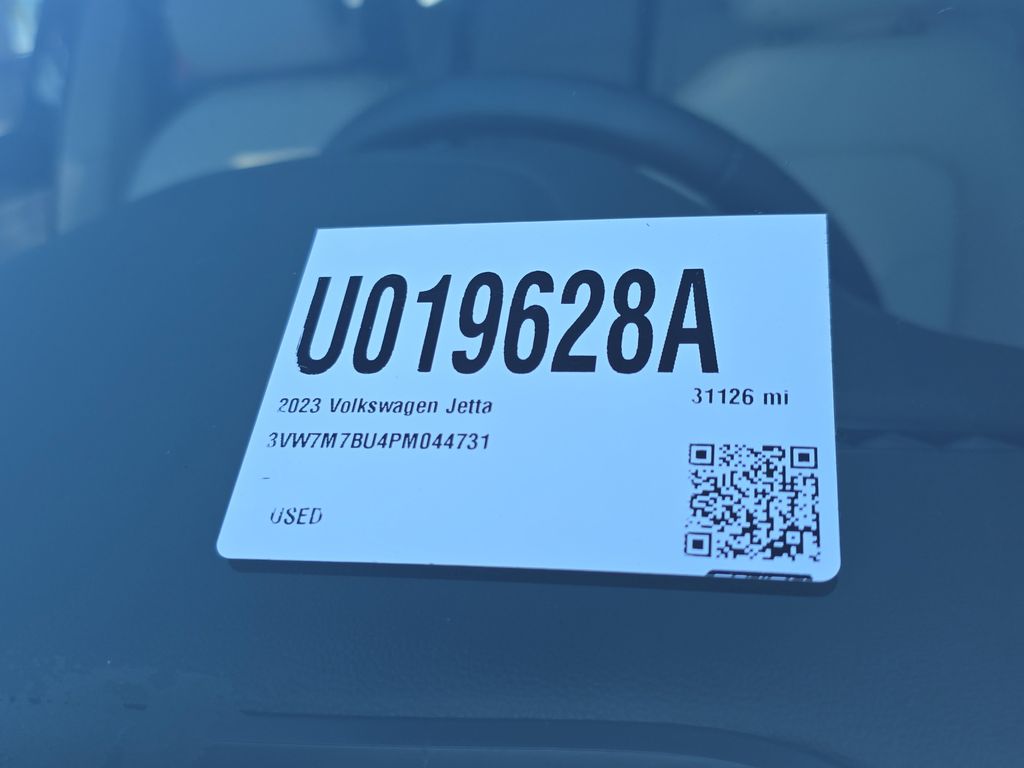 U019628A
31126 mi
2023 Volkswagen Jetta
3VW7M7BU4PM044731
-
USED